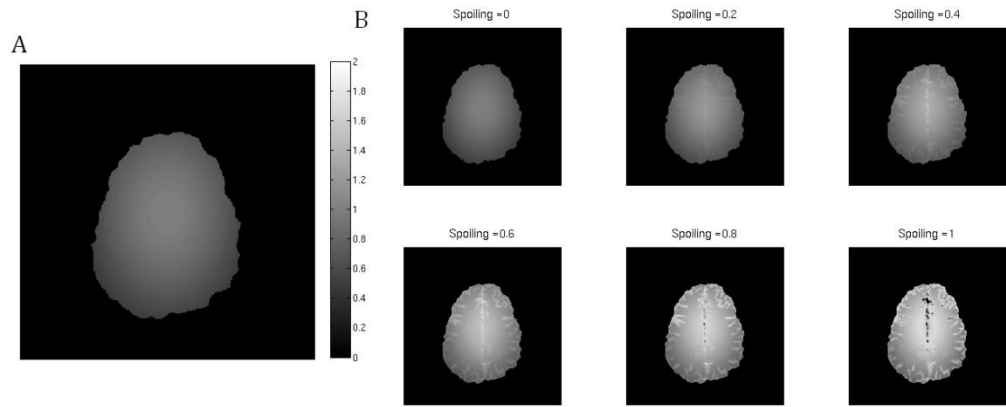 A
2
1.8
1.6
1.4
1.2
1
0.8
0.6
0.4
0.2
0
B
Spoiling =0
Spoiling =0.2
Spoiling =0.4
Spoiling =0.6
Spoiling =0.8
Spoiling =1